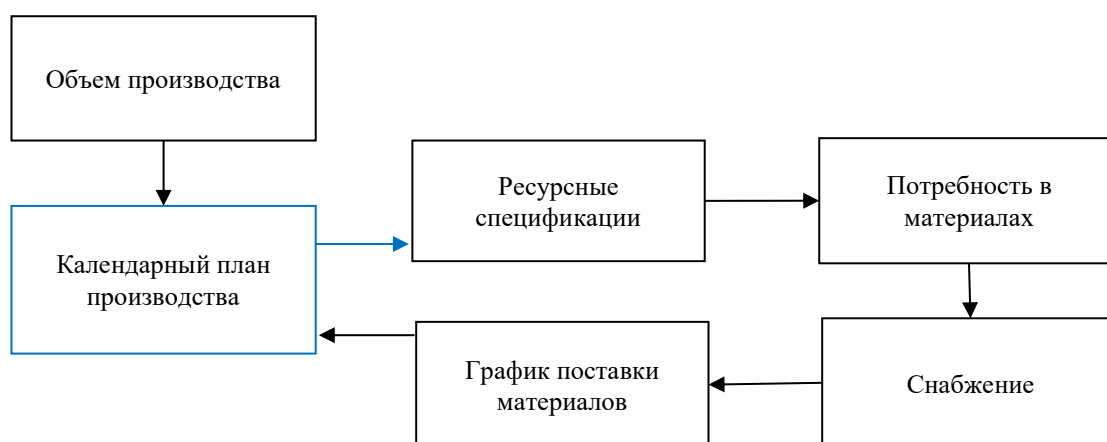 Объем производства
Ресурсные
спецификации
Потребность в
материалах
Календарный план
производства
График поставки
материалов
Снабжение